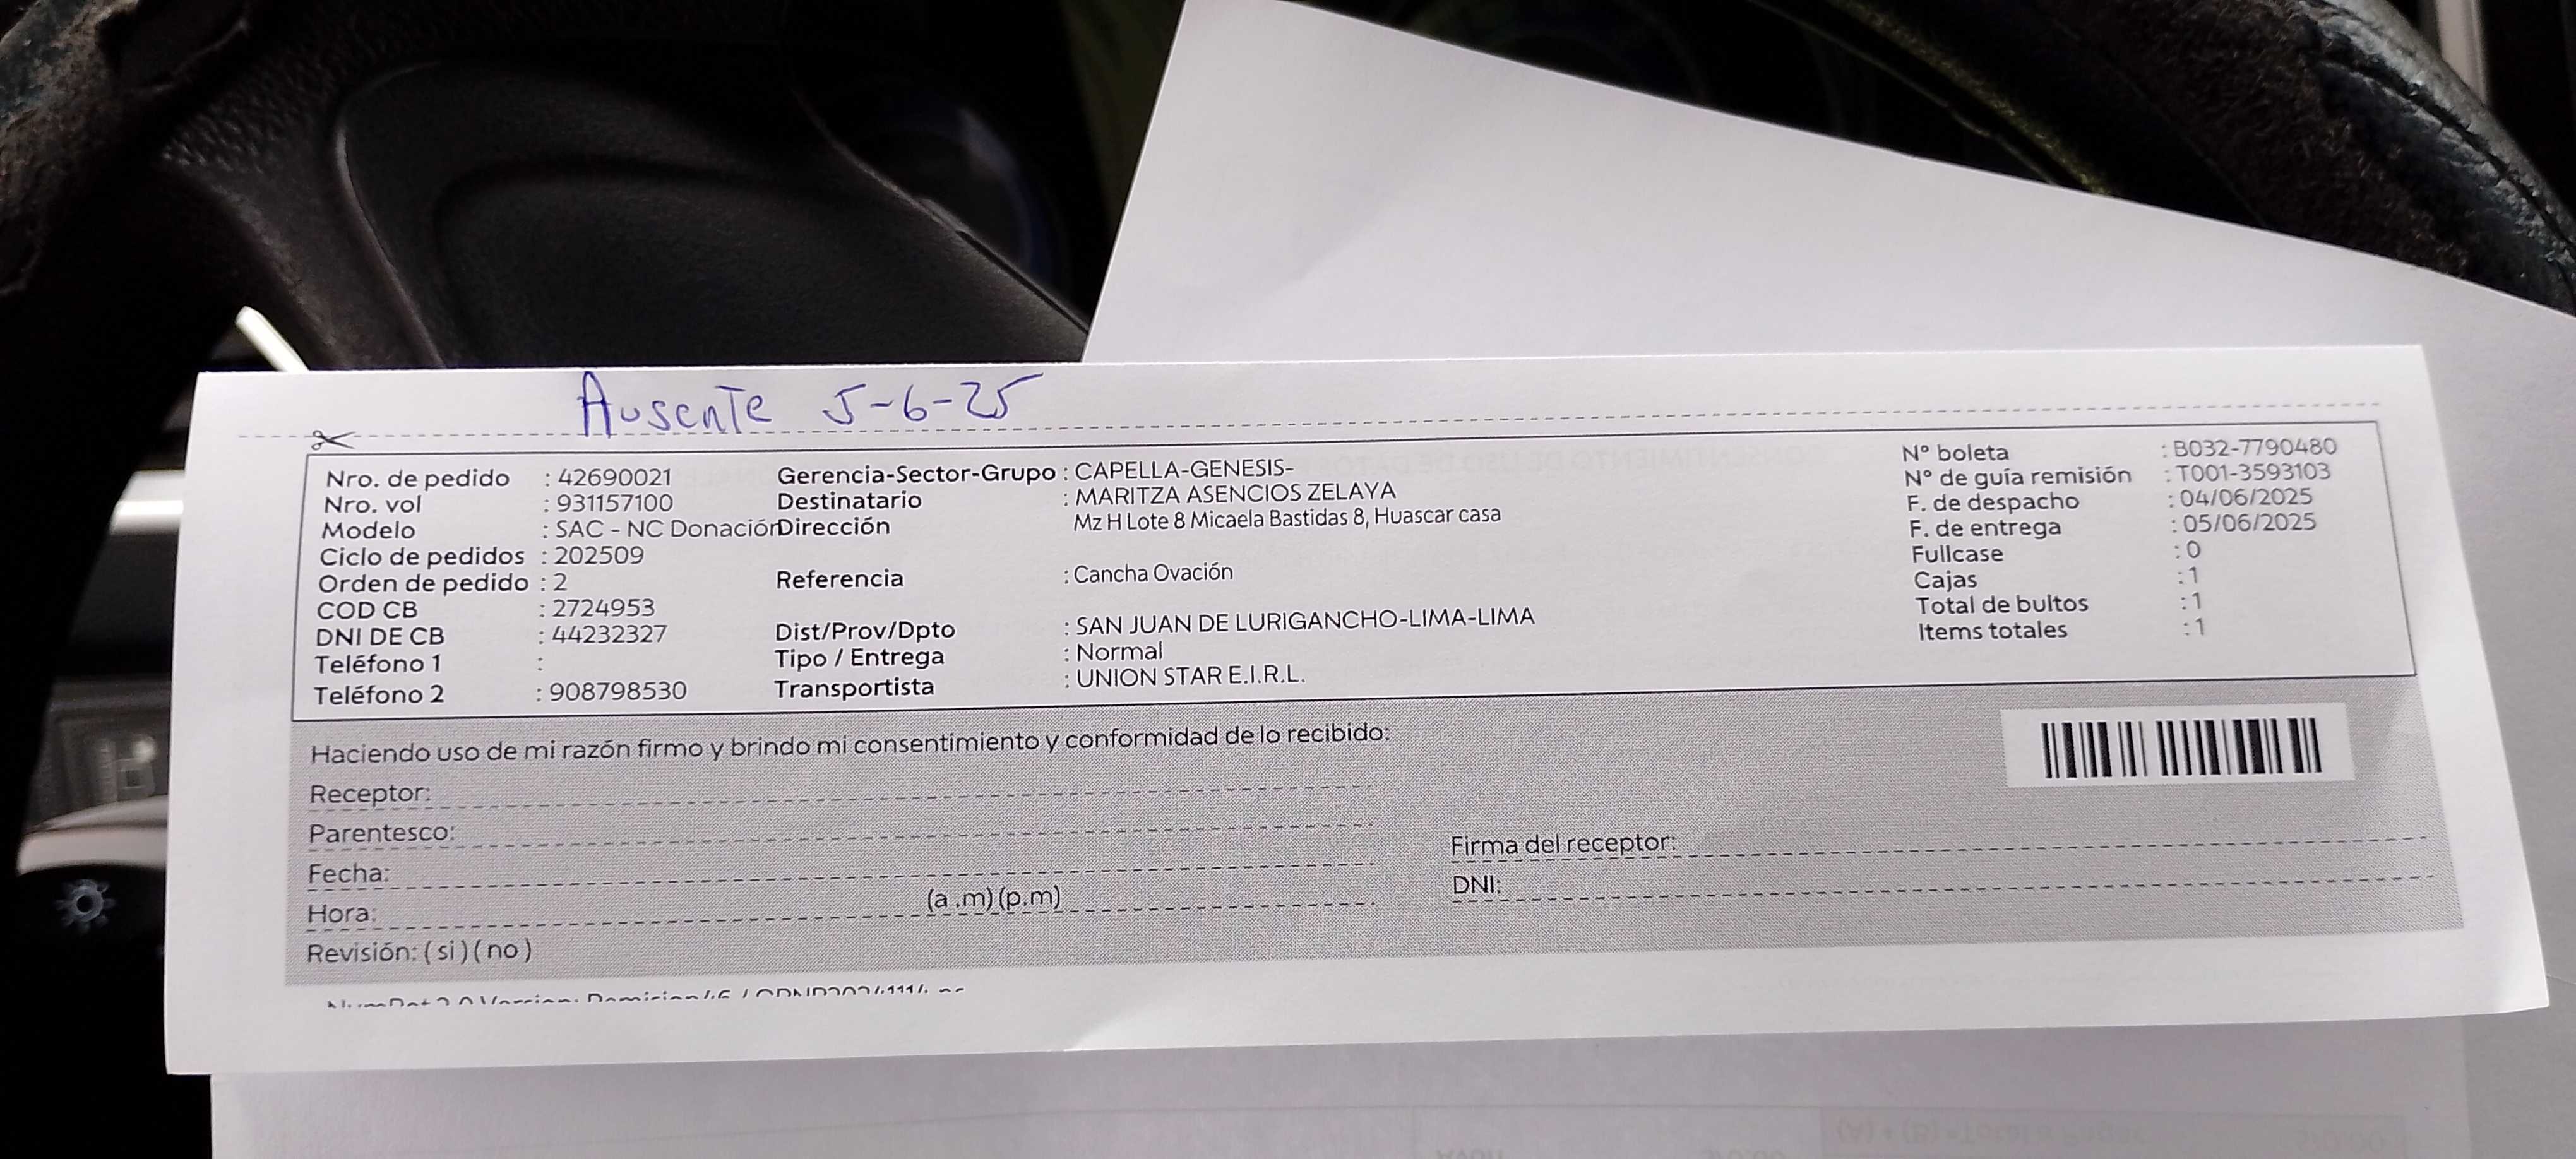 Ausente 5-6-25
Nro. de pedido : 42690021
Nro. vol : 931157100
Modelo : SAC - NC Donación
Ciclo de pedidos : 202509
Orden de pedido : 2
COD CB : 2724953
DNI DE CB : 44232327
Teléfono 1 :
Teléfono 2 : 908798530
Gerencia-Sector-Grupo : CAPELLA-GENESIS-
Destinatario : MARITZA ASENCIOS ZELAYA
Dirección Mz H Lote 8 Micaela Bastidas 8, Huascar casa
Referencia : Cancha Ovación
Dist/Prov/Dpto : SAN JUAN DE LURIGANCHO-LIMA-LIMA
Tipo / Entrega : Normal
Transportista : UNION STAR E.I.R.L.
N° boleta : B032-7790480
N° de guía remisión : T001-3593103
F. de despacho : 04/06/2025
F. de entrega : 05/06/2025
Fullcase : 0
Cajas : 1
Total de bultos : 1
Items totales : 1
Haciendo uso de mi razón firmo y brindo mi consentimiento y conformidad de lo recibido:
Receptor:
Parentesco:
Fecha:
Hora: (a .m) (p.m)
Revisión: ( si ) ( no )
Firma del receptor:
DNI: